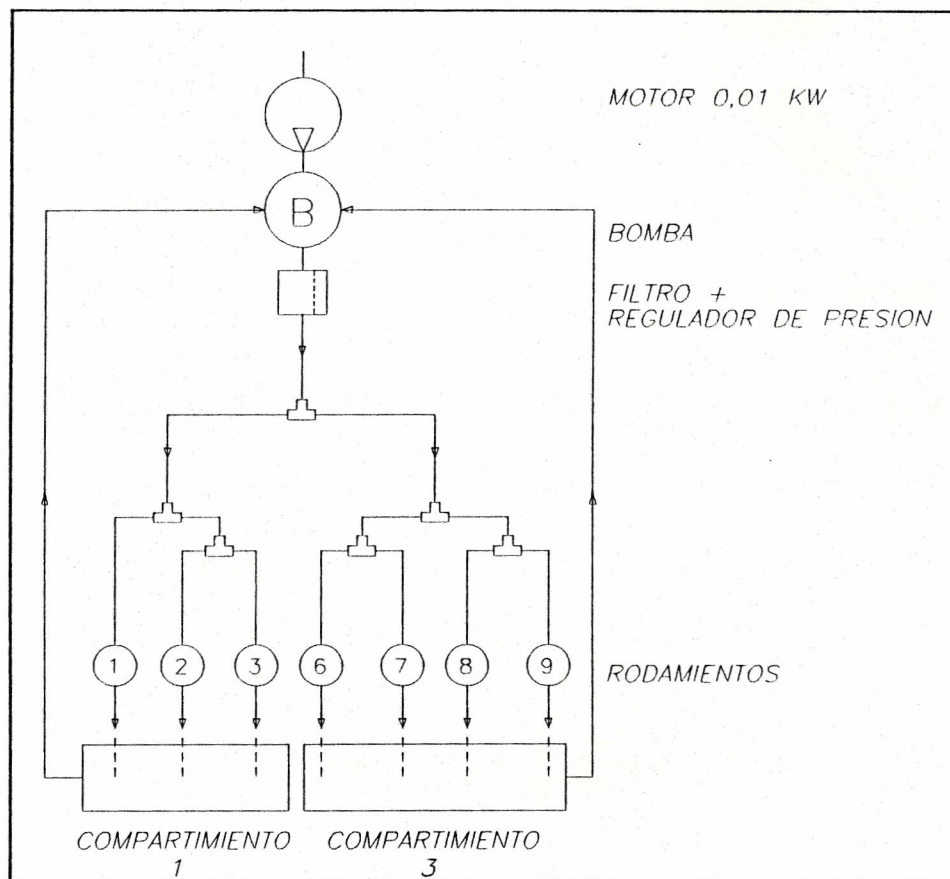 MOTOR 0,01 KW
B
BOMBA
FILTRO +
REGULADOR DE PRESION
1 2 3 6 7 8 9
RODAMIENTOS
COMPARTIMIENTO
1
COMPARTIMIENTO
3